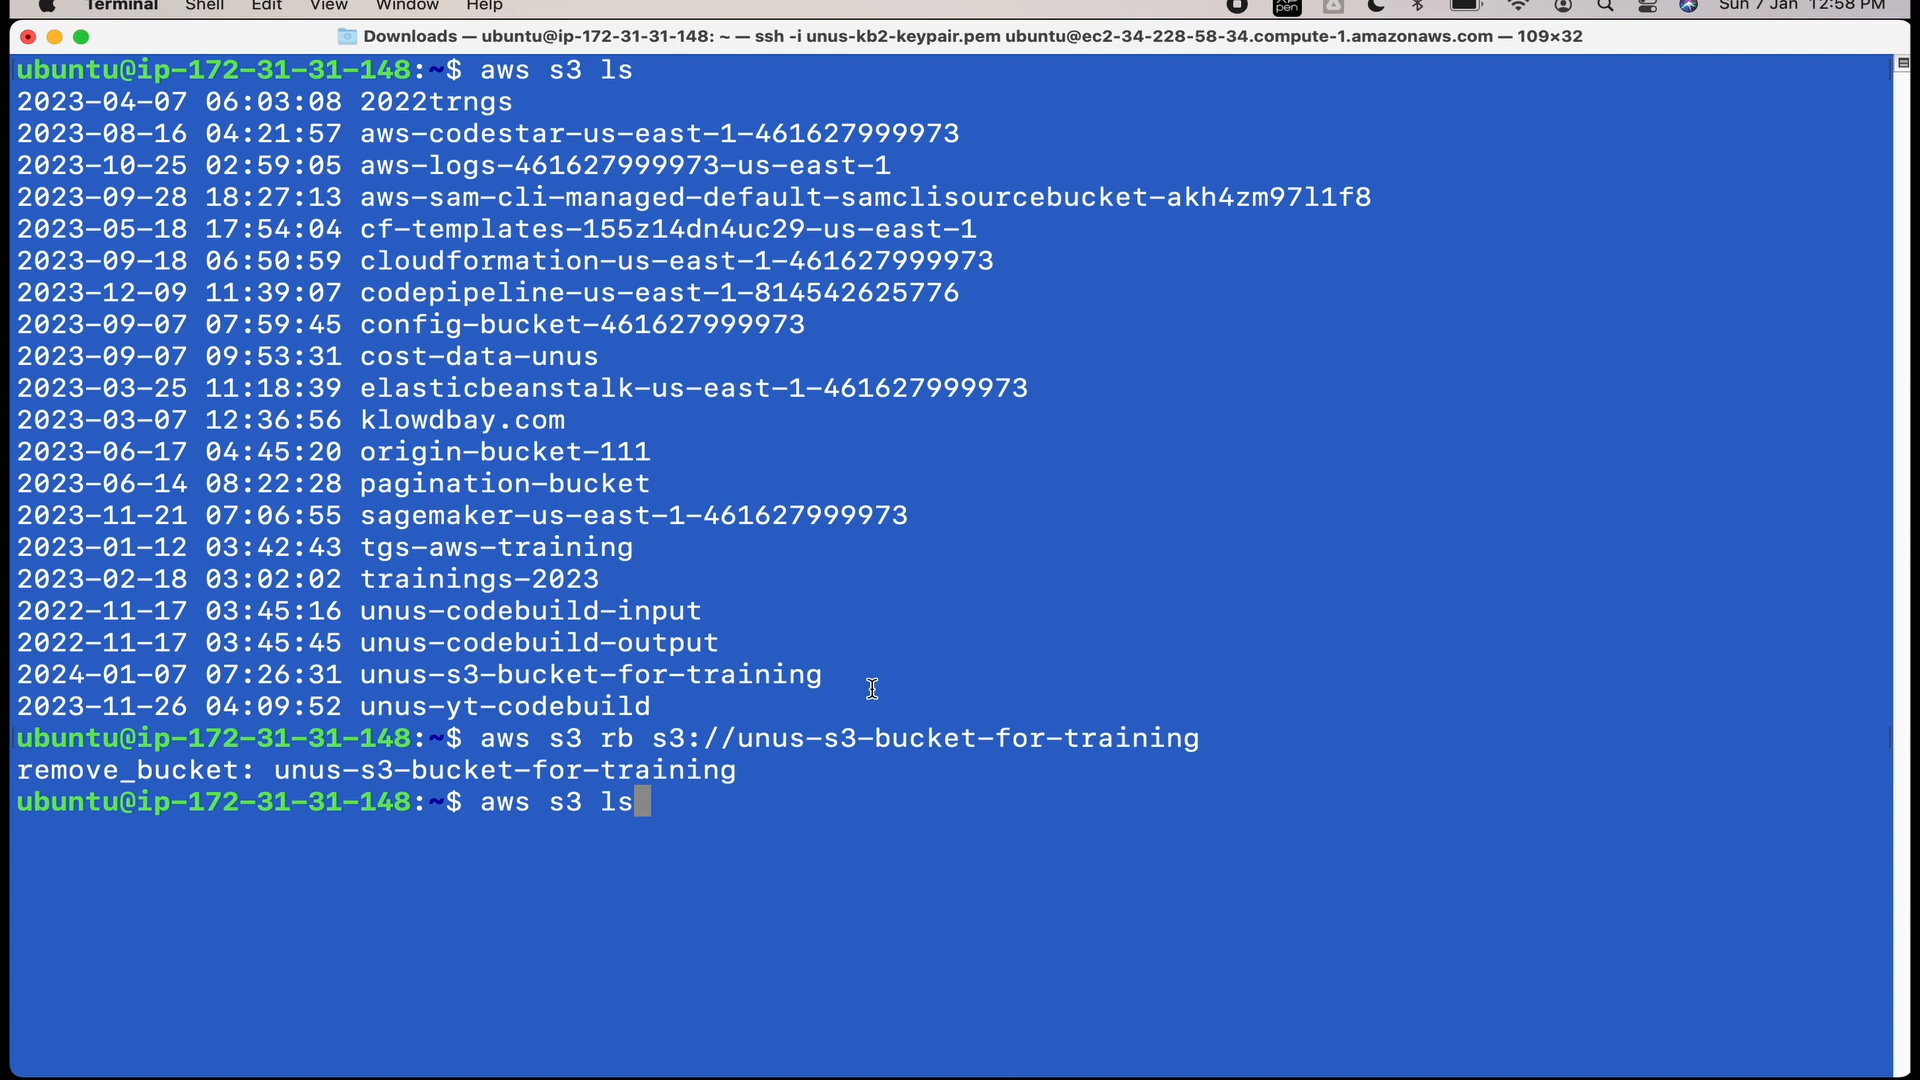 Terminal Shell Edit View Window Help XP pen Sun 7 Jan 12:58 PM
Downloads — ubuntu@ip-172-31-31-148: ~ — ssh -i unus-kb2-keypair.pem ubuntu@ec2-34-228-58-34.compute-1.amazonaws.com — 109×32
ubuntu@ip-172-31-31-148:~$ aws s3 ls
2023-04-07 06:03:08 2022trngs
2023-08-16 04:21:57 aws-codestar-us-east-1-461627999973
2023-10-25 02:59:05 aws-logs-461627999973-us-east-1
2023-09-28 18:27:13 aws-sam-cli-managed-default-samclisourcebucket-akh4zm97l1f8
2023-05-18 17:54:04 cf-templates-155z14dn4uc29-us-east-1
2023-09-18 06:50:59 cloudformation-us-east-1-461627999973
2023-12-09 11:39:07 codepipeline-us-east-1-814542625776
2023-09-07 07:59:45 config-bucket-461627999973
2023-09-07 09:53:31 cost-data-unus
2023-03-25 11:18:39 elasticbeanstalk-us-east-1-461627999973
2023-03-07 12:36:56 klowdbay.com
2023-06-17 04:45:20 origin-bucket-111
2023-06-14 08:22:28 pagination-bucket
2023-11-21 07:06:55 sagemaker-us-east-1-461627999973
2023-01-12 03:42:43 tgs-aws-training
2023-02-18 03:02:02 trainings-2023
2022-11-17 03:45:16 unus-codebuild-input
2022-11-17 03:45:45 unus-codebuild-output
2024-01-07 07:26:31 unus-s3-bucket-for-training
2023-11-26 04:09:52 unus-yt-codebuild
ubuntu@ip-172-31-31-148:~$ aws s3 rb s3://unus-s3-bucket-for-training
remove_bucket: unus-s3-bucket-for-training
ubuntu@ip-172-31-31-148:~$ aws s3 ls